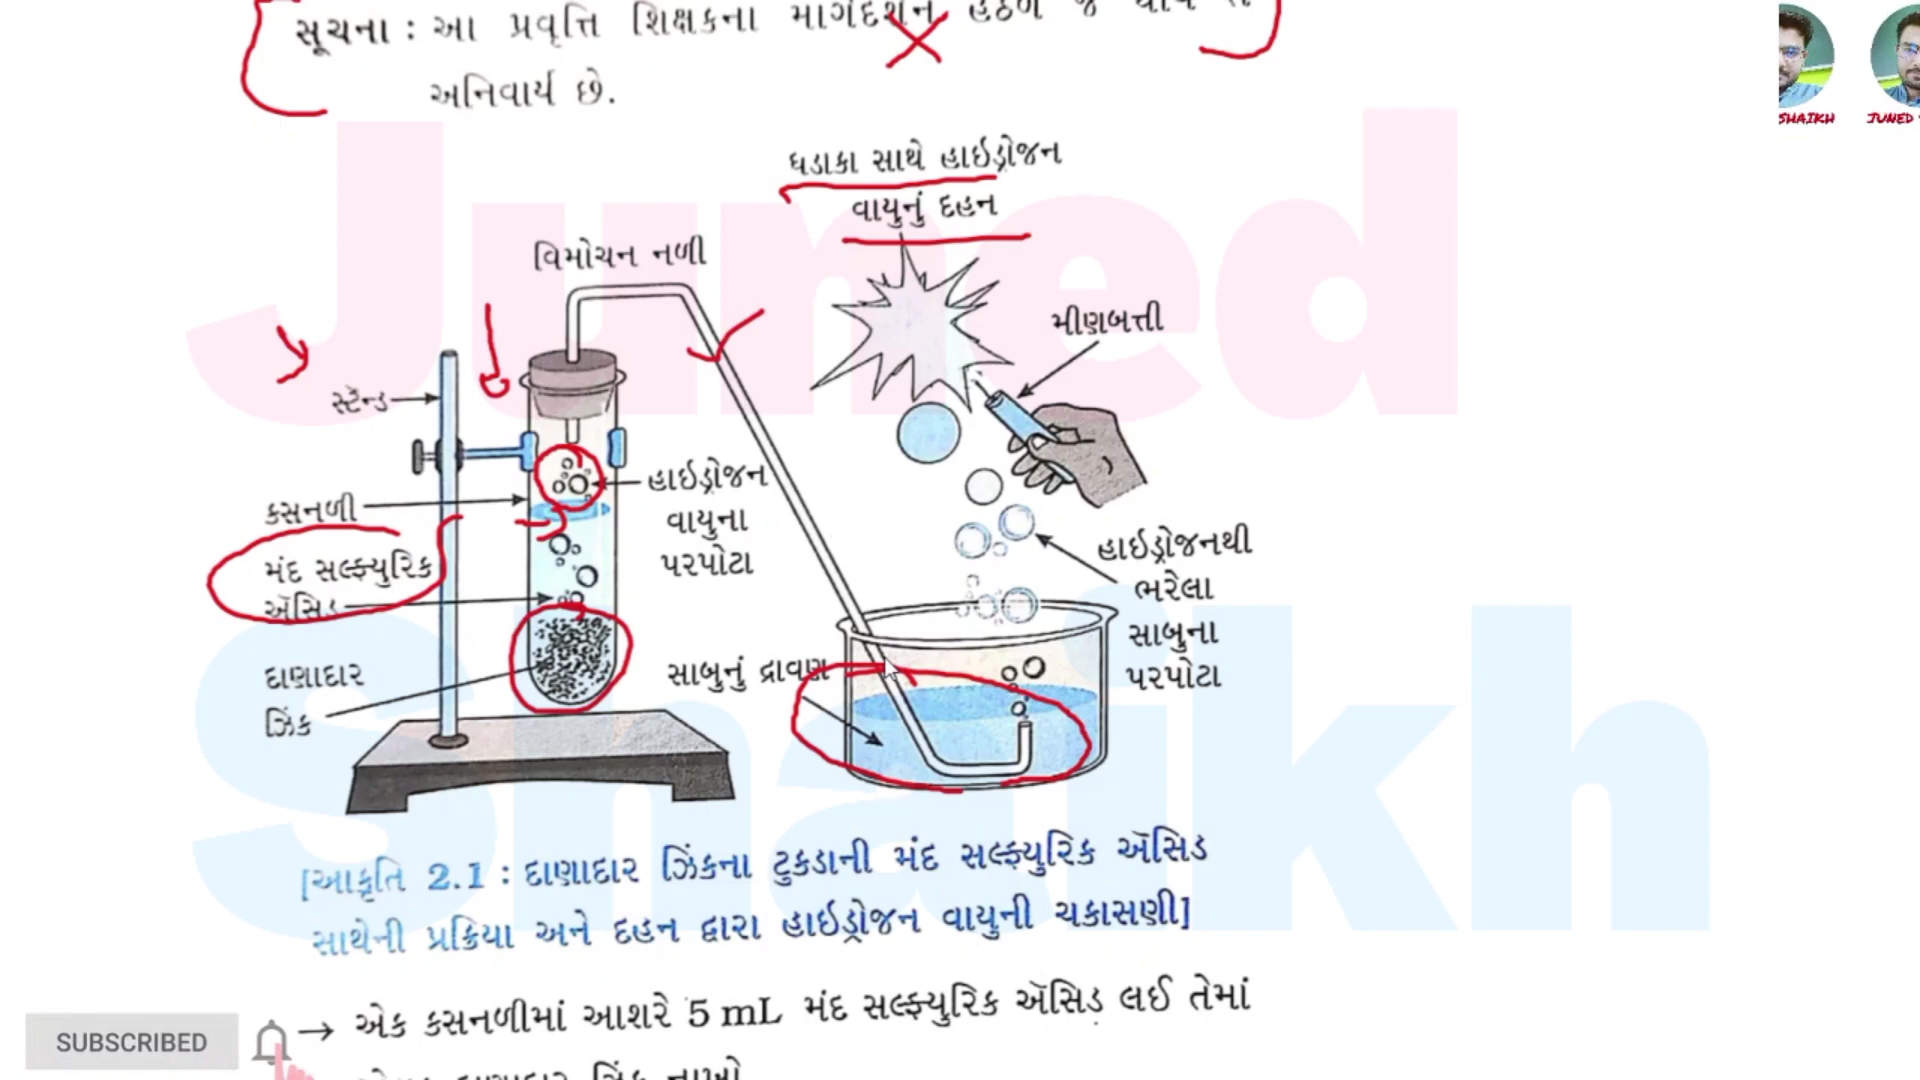 સૂચના : આ પ્રવૃત્તિ શિક્ષકના માર્ગદર્શન હેઠળ જ
અનિવાર્ય છે.
SHAIKH
JUNED
ધડાકા સાથે હાઇડ્રોજન
વાયુનું દહન
વિમોચન નળી
મીણબત્તી
સ્ટૅન્ડ
હાઇડ્રોજન
વાયુના
પરપોટા
કસનળી
મંદ સલ્ફ્યુરિક
ઍસિડ
હાઇડ્રોજનથી
ભરેલા
સાબુના
પરપોટા
દાણાદાર
ઝિંક
સાબુનું દ્રાવણ
Juned
Shaikh
[આકૃતિ 2.1 : દાણાદાર ઝિંકના ટુકડાની મંદ સલ્ફ્યુરિક ઍસિડ
સાથેની પ્રક્રિયા અને દહન દ્વારા હાઇડ્રોજન વાયુની ચકાસણી]
→ એક કસનળીમાં આશરે 5 mL મંદ સલ્ફ્યુરિક ઍસિડ લઈ તેમાં
દાણાદાર ઝિંક નાખો
SUBSCRIBED